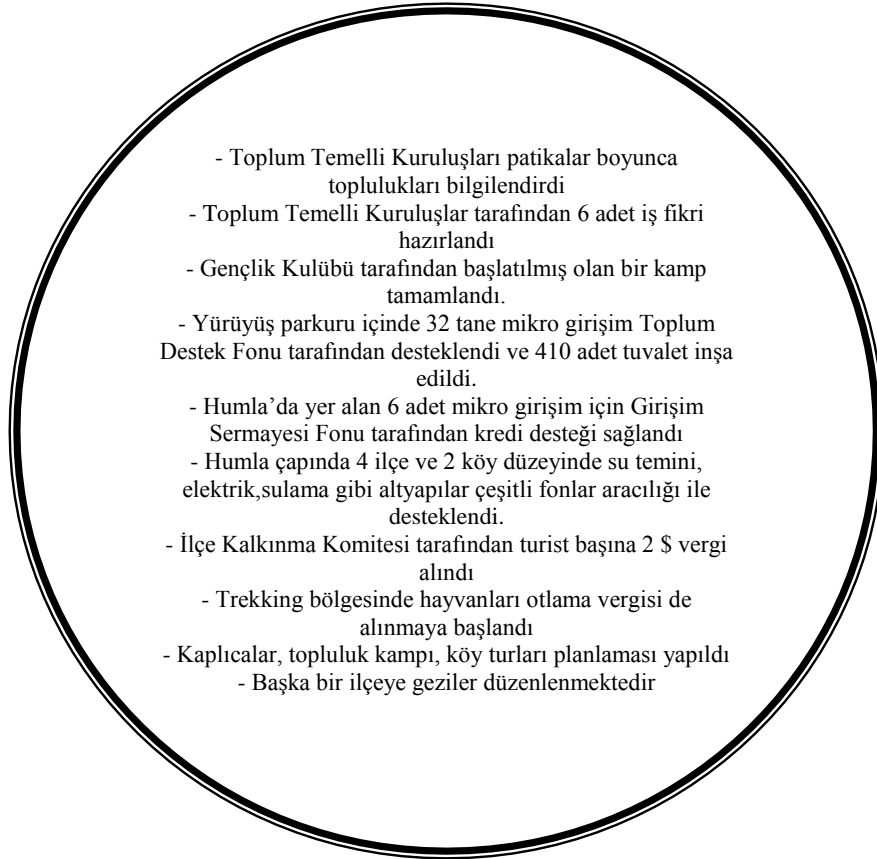 - Toplum Temelli Kuruluşları patikalar boyunca
toplulukları bilgilendirdi
- Toplum Temelli Kuruluşlar tarafından 6 adet iş fikri
hazırlandı
- Gençlik Kulübü tarafından başlatılmış olan bir kamp
tamamlandı.
- Yürüyüş parkuru içinde 32 tane mikro girişim Toplum
Destek Fonu tarafından desteklendi ve 410 adet tuvalet inşa
edildi.
- Humla’da yer alan 6 adet mikro girişim için Girişim
Sermayesi Fonu tarafından kredi desteği sağlandı
- Humla çapında 4 ilçe ve 2 köy düzeyinde su temini,
elektrik,sulama gibi altyapılar çeşitli fonlar aracılığı ile
desteklendi.
- İlçe Kalkınma Komitesi tarafından turist başına 2 $ vergi
alındı
- Trekking bölgesinde hayvanları otlama vergisi de
alınmaya başlandı
- Kaplıcalar, topluluk kampı, köy turları planlaması yapıldı
- Başka bir ilçeye geziler düzenlenmektedir